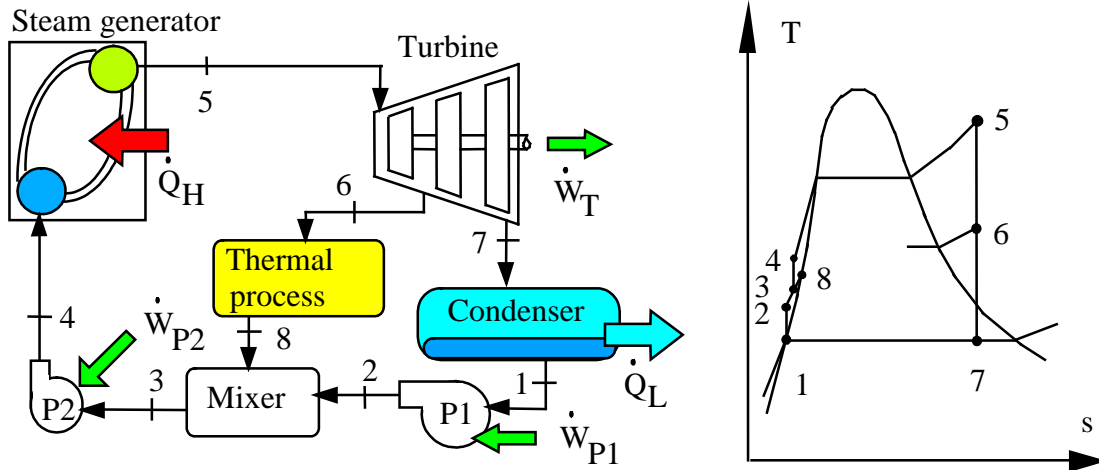 Steam generator
Turbine
T
5
5
Q̇H
ẆT
6
6
7
Thermal
process
Condenser
4
3
8
2
4
ẆP2
8
Q̇L
1
7
P2
3
Mixer
2
P1
1
ẆP1
s